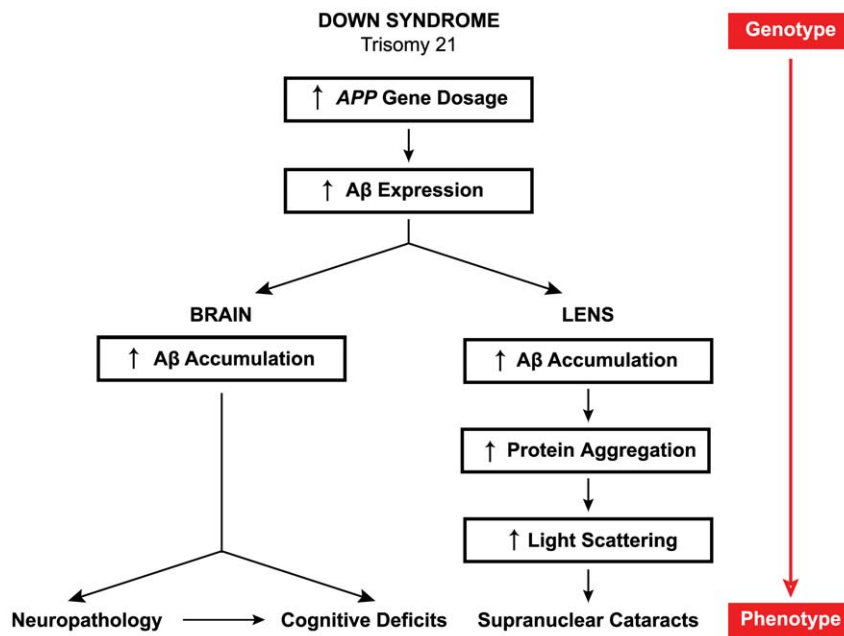 DOWN SYNDROME
Trisomy 21
Genotype
↑ APP Gene Dosage
↑ Aβ Expression
BRAIN
LENS
↑ Aβ Accumulation
↑ Aβ Accumulation
↑ Protein Aggregation
↑ Light Scattering
Neuropathology
Cognitive Deficits
Supranuclear Cataracts
Phenotype